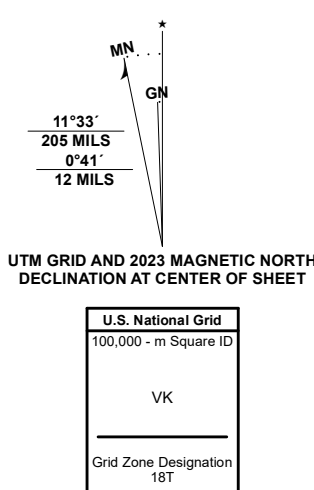 ★
MN
GN
11°33´
205 MILS
0°41´
12 MILS
UTM GRID AND 2023 MAGNETIC NORTH
DECLINATION AT CENTER OF SHEET
U.S. National Grid
100,000 - m Square ID
VK
Grid Zone Designation
18T